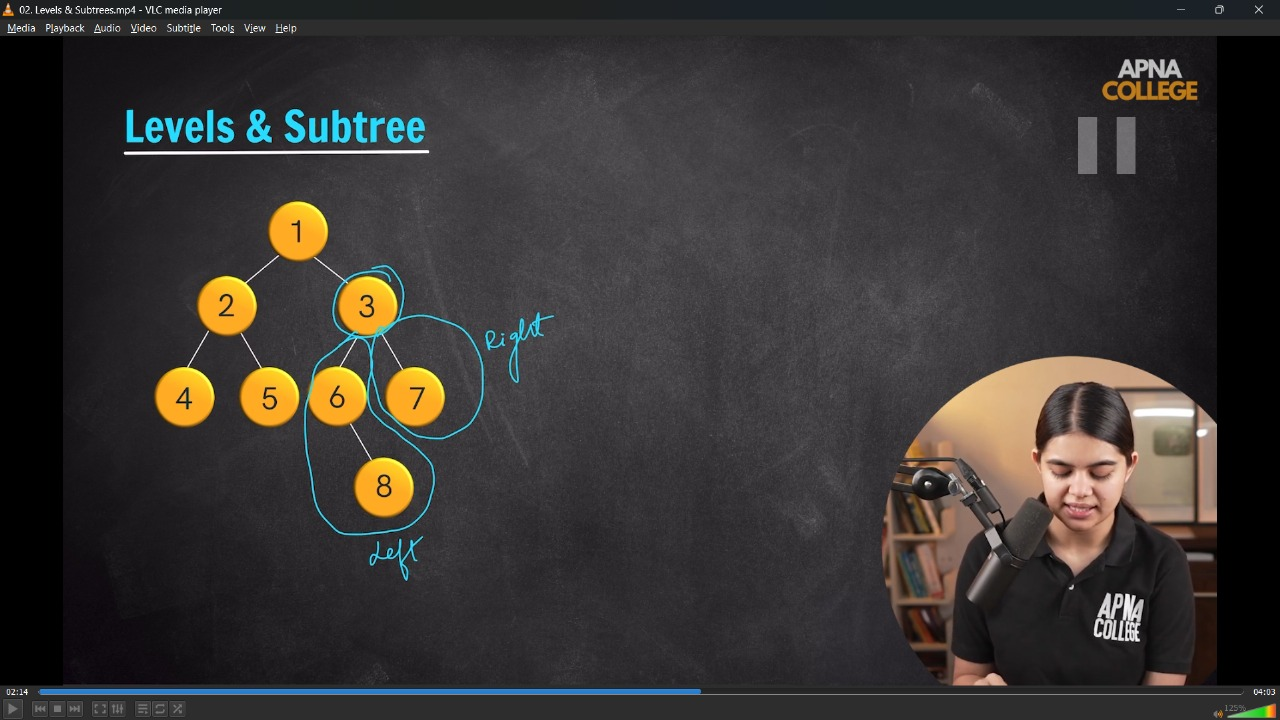 02. Levels & Subtrees.mp4 - VLC media player
Media Playback Audio Video Subtitle Tools View Help
APNA
COLLEGE
Levels & Subtree
1
2 3
Right
4 5 6 7
8
Left
APNA
COLLEGE
02:14 04:03
125%